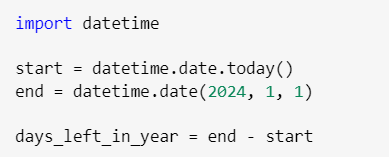 import datetime
start = datetime.date.today()
end = datetime.date(2024, 1, 1)
days_left_in_year = end - start